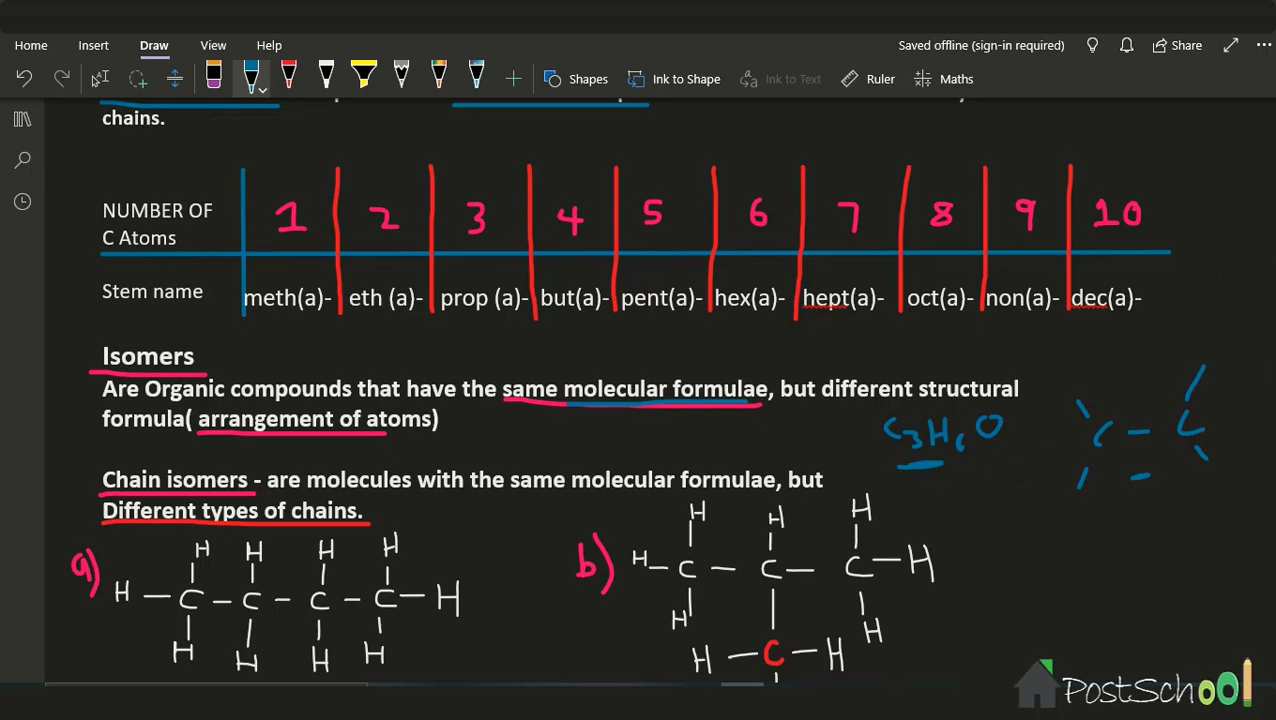 Home Insert Draw View Help Saved offline (sign-in required) Share
Ink to Shape Ink to Text Ruler Maths Shapes
chains.
NUMBER OF
C Atoms
1 2 3 4 5 6 7 8 9 10
Stem name meth(a)- eth (a)- prop (a)- but(a)- pent(a)- hex(a)- hept(a)- oct(a)- non(a)- dec(a)-
Isomers
Are Organic compounds that have the same molecular formulae, but different structural
formula( arrangement of atoms)
C3H6O
C – C
Chain isomers - are molecules with the same molecular formulae, but
Different types of chains.
a) b)
H H H H H H H
H – C – C – C – C – H H – C – C – C – H
H H H H H H
H – C – H
PostSchool